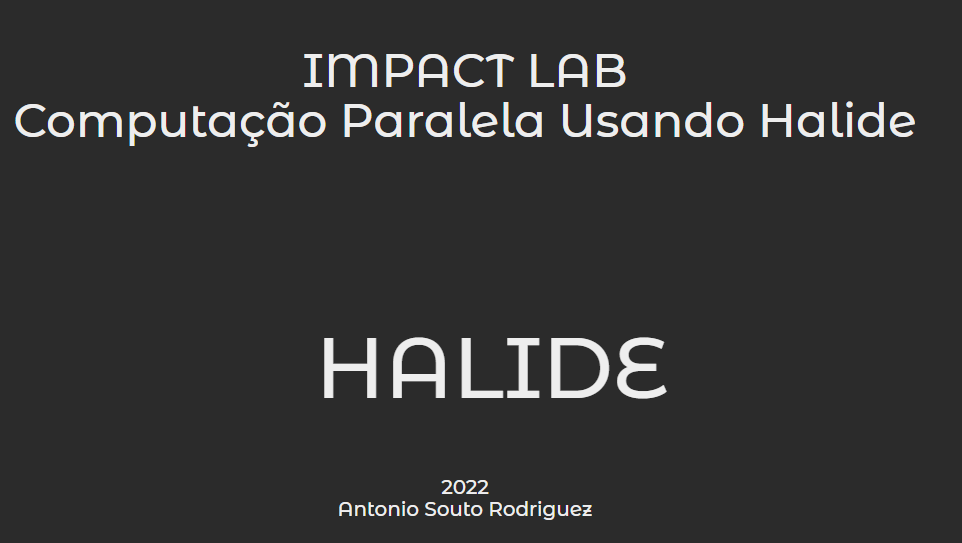 IMPACT LAB
Computação Paralela Usando Halide
HALIDE
2022
Antonio Souto Rodriguez